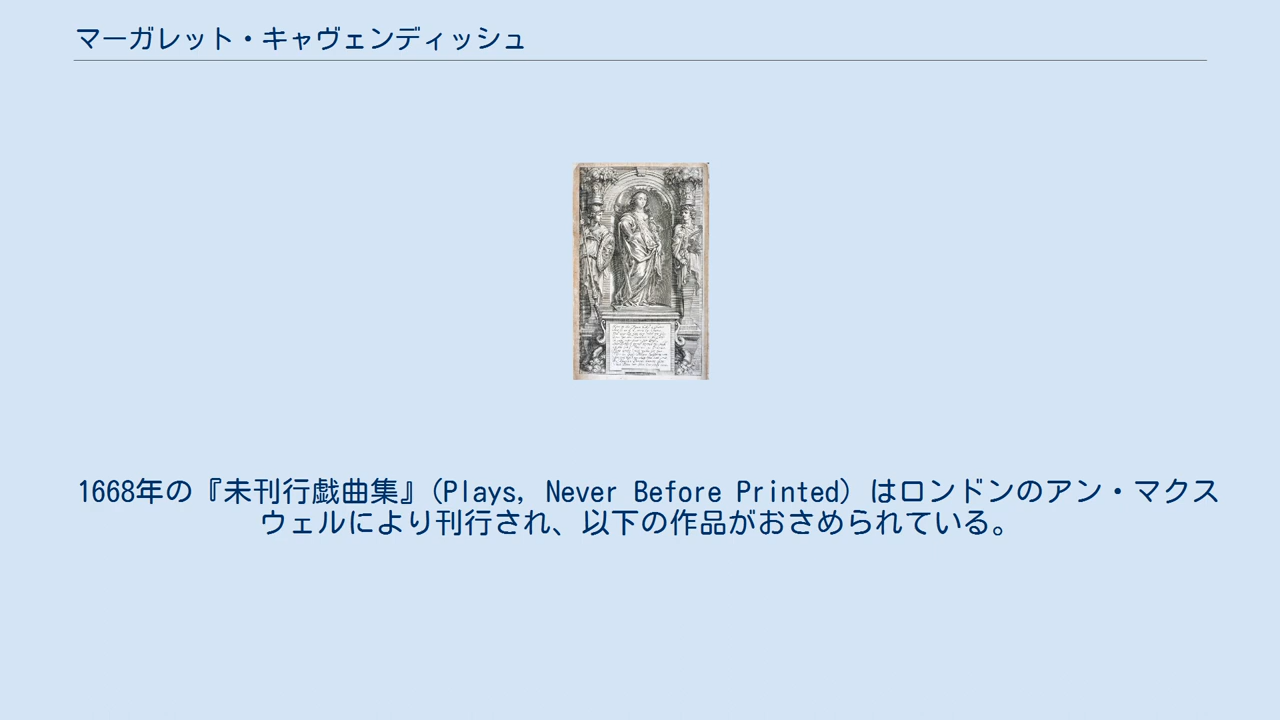 マーガレット・キャヴェンディッシュ
1668年の『未刊行戯曲集』(Plays, Never Before Printed) はロンドンのアン・マクス
ウェルにより刊行され、以下の作品がおさめられている。